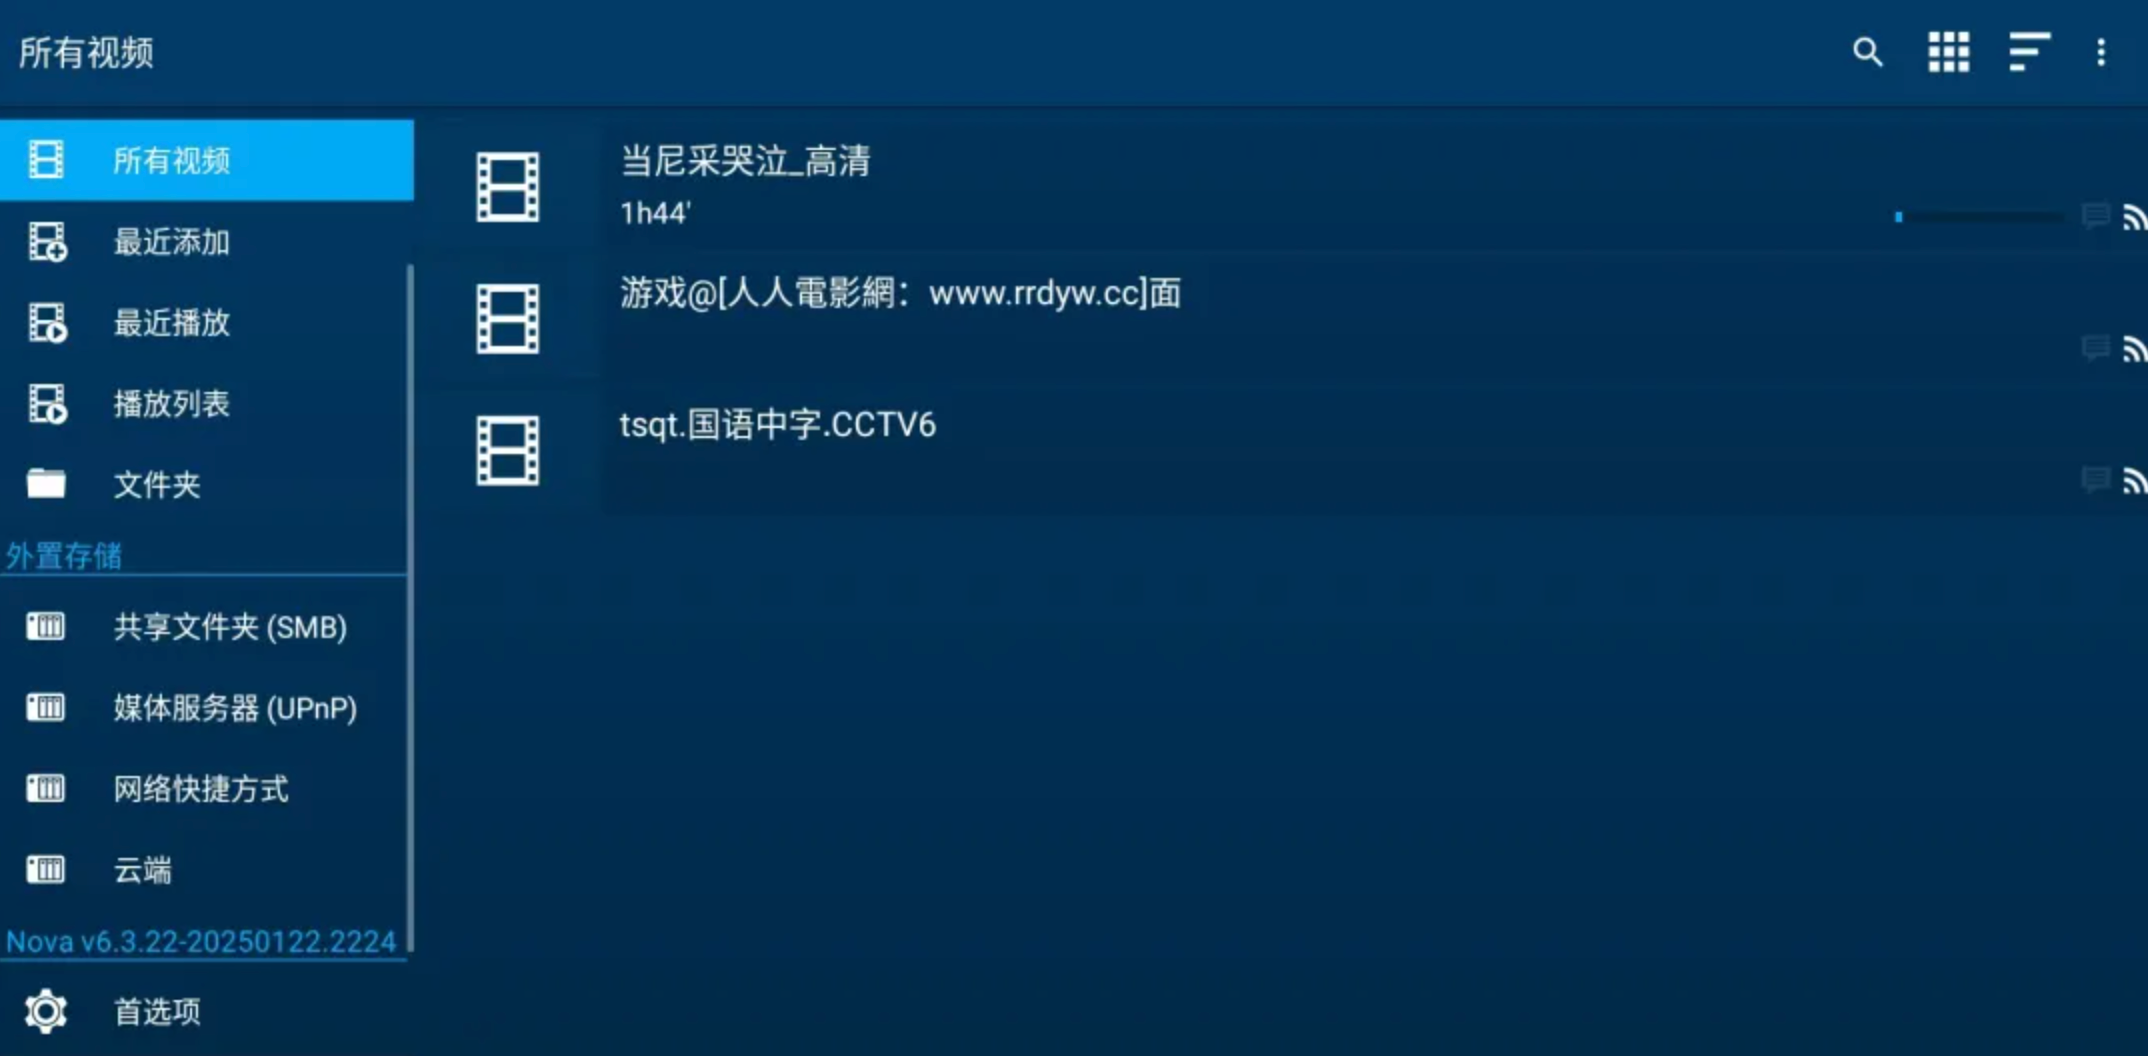 所有视频
所有视频
最近添加
最近播放
播放列表
文件夹
外置存储
共享文件夹 (SMB)
媒体服务器 (UPnP)
网络快捷方式
云端
Nova v6.3.22-20250122.2224
首选项
当尼采哭泣_高清
1h44'
游戏@[人人電影網：www.rrdyw.cc]面
tsqt.国语中字.CCTV6